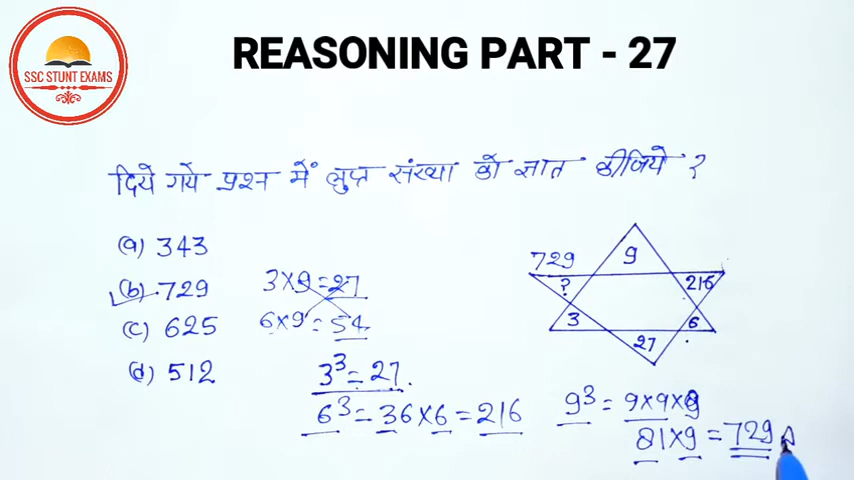 SSC STUNT EXAMS
REASONING PART - 27
दिये गये प्रश्न में लुप्त संख्या को ज्ञात कीजिये ?
(a) 343
(b) 729
(c) 625
(d) 512
3×9=27
6×9=54
3³=27.
6³=36×6=216
729
9
?
216
3
6
27
9³=9×9×9
81×9=729